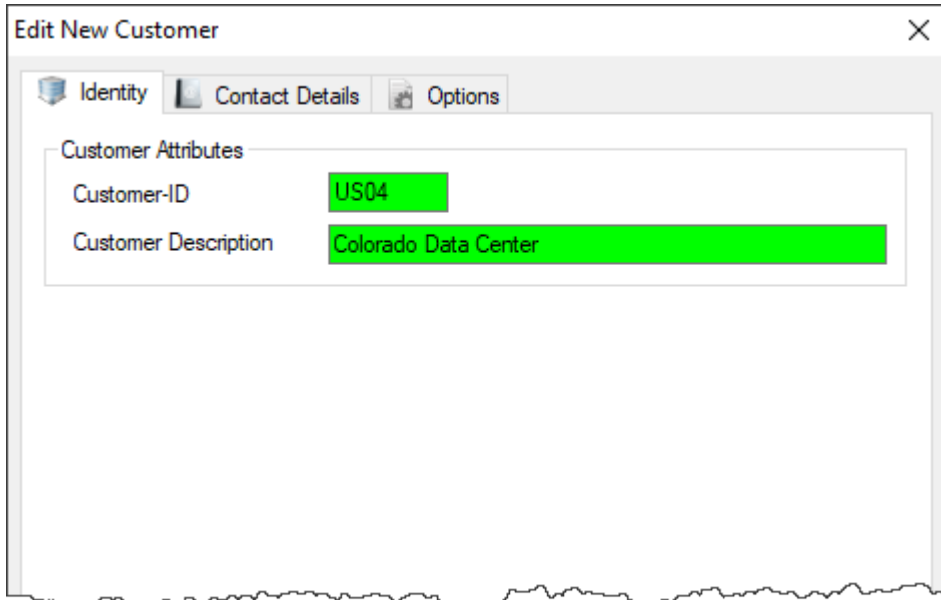 Edit New Customer
Identity Contact Details Options
Customer Attributes
Customer-ID US04
Customer Description Colorado Data Center